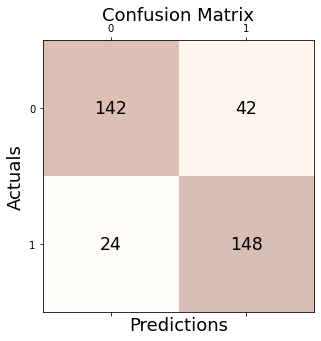 Confusion Matrix
0 1
0 142 42
Actuals
1 24 148
Predictions